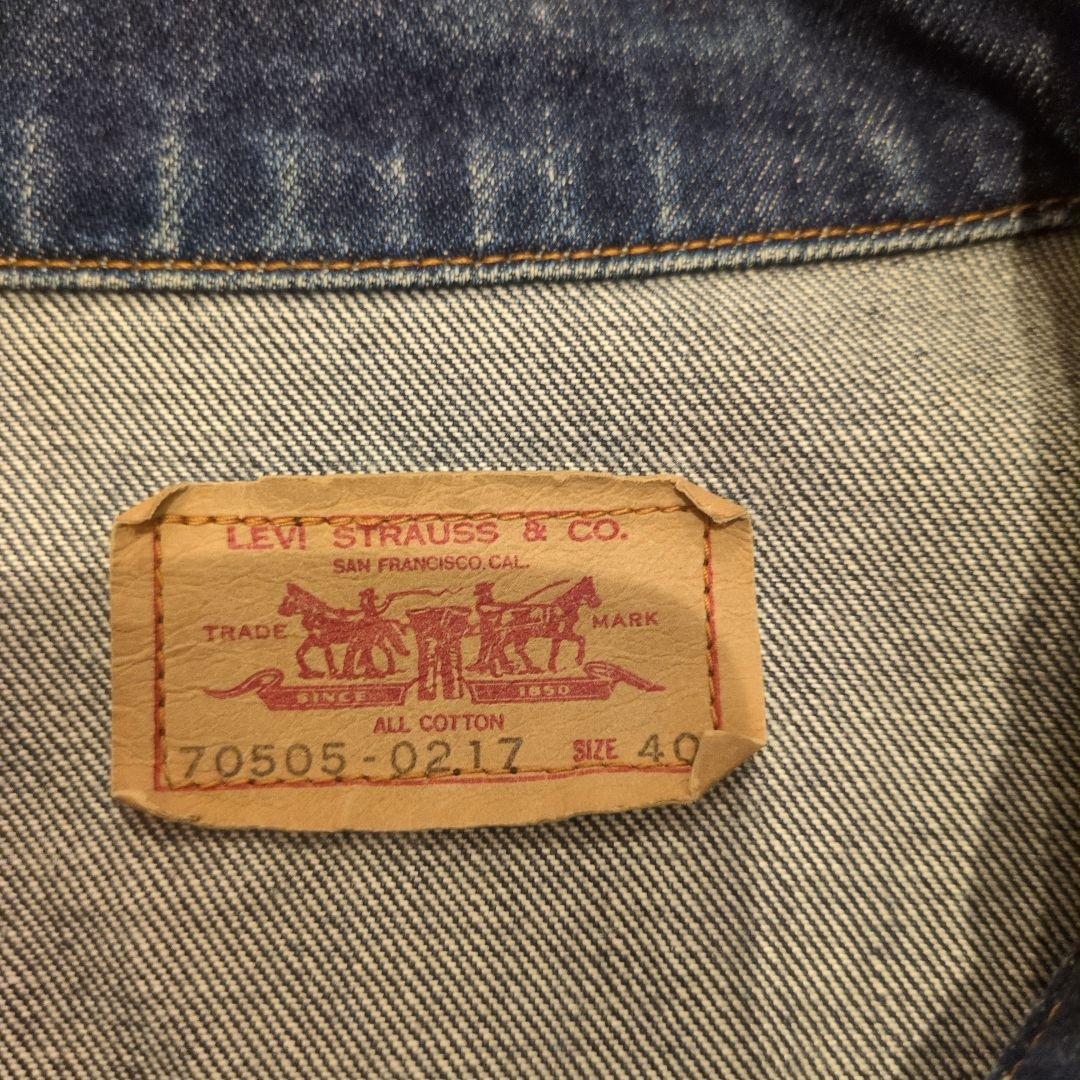 LEVI STRAUSS & CO.
SAN FRANCISCO, CAL.
TRADE MARK
SINCE 1850
ALL COTTON
70505-0217 SIZE 40